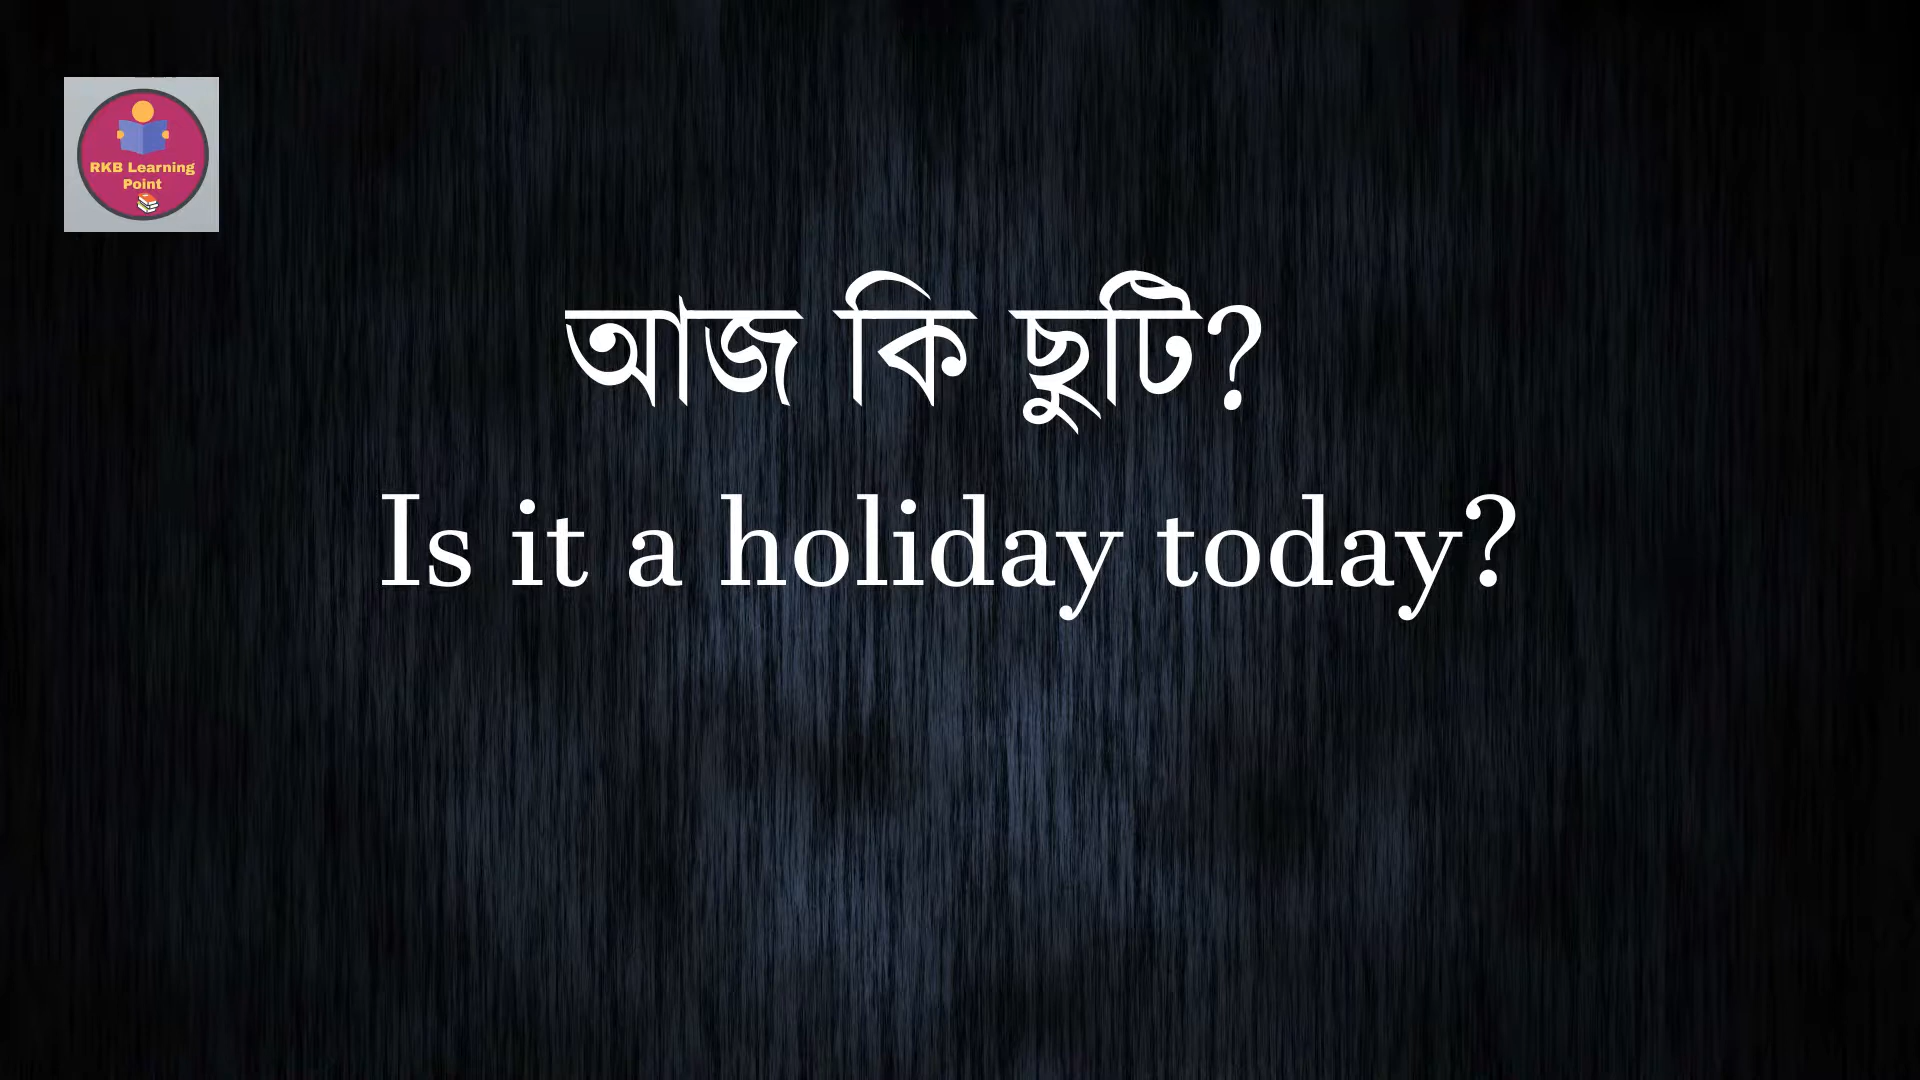 RKB Learning
Point
আজ কি ছুটি?
Is it a holiday today?